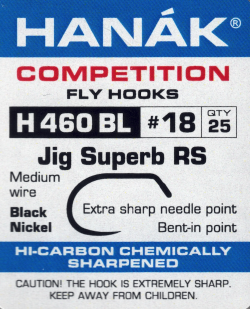 HANÁK®
COMPETITION
FLY HOOKS
H 460 BL #18 QTY 25
Jig Superb RS
Medium
wire
Black
Nickel
Extra sharp needle point
Bent-in point
HI-CARBON CHEMICALLY
SHARPENED
CAUTION! THE HOOK IS EXTREMELY SHARP.
KEEP AWAY FROM CHILDREN.